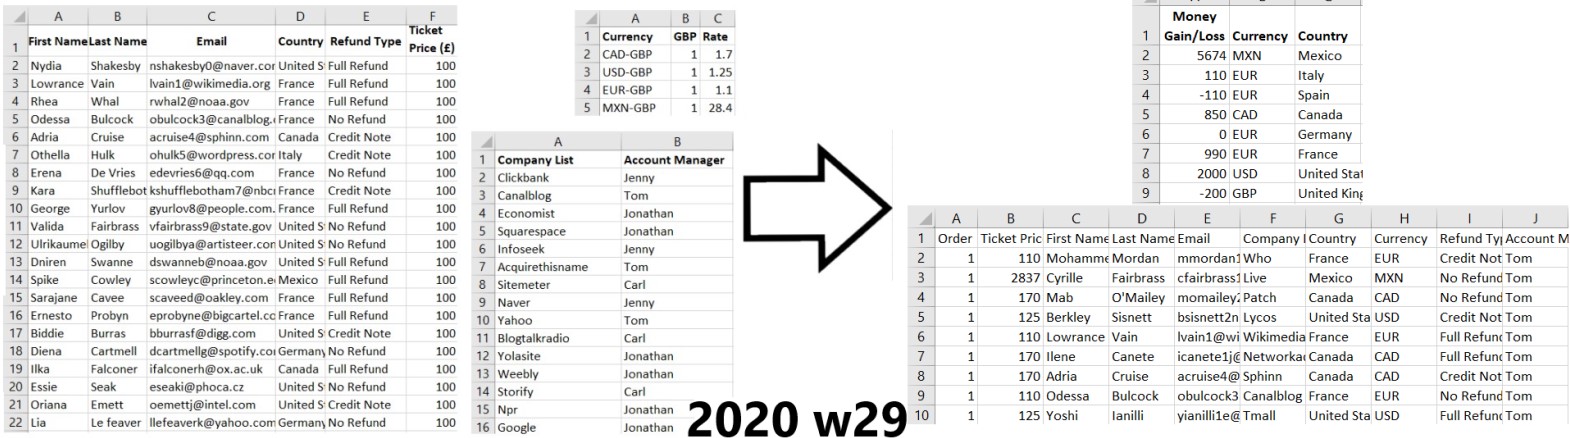 A B C D E F
1 First Name Last Name Email Country Refund Type Ticket Price (£)
2 Nydia Shakesby nshakesby0@naver.cor United S Full Refund 100
3 Lowrance Vain lvain1@wikimedia.org France Full Refund 100
4 Rhea Whal rwhal2@noaa.gov France Full Refund 100
5 Odessa Bulcock obulcock3@canalblog. France No Refund 100
6 Adria Cruise acruise4@sphinn.com Canada Credit Note 100
7 Othella Hulk ohulk5@wordpress.cor Italy Credit Note 100
8 Erena De Vries edevries6@qq.com France No Refund 100
9 Kara Shufflebot kshufflebotham7@nbc France Credit Note 100
10 George Yurlov gyurlov8@people.com. France Full Refund 100
11 Valida Fairbrass vfairbrass9@state.gov United S No Refund 100
12 Ulrikaume Ogilby uogilbya@artisteer.con United S No Refund 100
13 Dniren Swanne dswanneb@noaa.gov United S Full Refund 100
14 Spike Cowley scowleyc@princeton.e Mexico Full Refund 100
15 Sarajane Cavee scaveed@oakley.com France Full Refund 100
16 Ernesto Probyn eprobyne@bigcartel.co France Full Refund 100
17 Biddie Burras bburrasf@digg.com United S Credit Note 100
18 Diena Cartmell dcartmellg@spotify.co Germany No Refund 100
19 Ilka Falconer ifalconerh@ox.ac.uk Canada Full Refund 100
20 Essie Seak eseaki@phoca.cz United S No Refund 100
21 Oriana Emett oemettj@intel.com United S Credit Note 100
22 Lia Le feaver llefeaverk@yahoo.com Germany No Refund 100
A B C
1 Currency GBP Rate
2 CAD-GBP 1 1.7
3 USD-GBP 1 1.25
4 EUR-GBP 1 1.1
5 MXN-GBP 1 28.4
A B
1 Company List Account Manager
2 Clickbank Jenny
3 Canalblog Tom
4 Economist Jonathan
5 Squarespace Jonathan
6 Infoseek Jenny
7 Acquirethisname Tom
8 Sitemeter Carl
9 Naver Jenny
10 Yahoo Tom
11 Blogtalkradio Carl
12 Yolasite Jonathan
13 Weebly Jonathan
14 Storify Carl
15 Npr Jonathan
16 Google Jonathan
2020 w29
1 Money Gain/Loss Currency Country
2 5674 MXN Mexico
3 110 EUR Italy
4 -110 EUR Spain
5 850 CAD Canada
6 0 EUR Germany
7 990 EUR France
8 2000 USD United Stat
9 -200 GBP United King
A B C D E F G H I J
1 Order Ticket Pric First Name Last Name Email Company Country Currency Refund Ty Account M
2 1 110 Mohamme Mordan mmordan1 Who France EUR Credit Not Tom
3 1 2837 Cyrille Fairbrass cfairbrass1 Live Mexico MXN No Refund Tom
4 1 170 Mab O'Mailey momailey2 Patch Canada CAD No Refund Tom
5 1 125 Berkley Sisnett bsisnett2n Lycos United Sta USD Credit Not Tom
6 1 110 Lowrance Vain lvain1@wi Wikimedia France EUR Full Refund Tom
7 1 170 Ilene Canete icanete1j@ Networka Canada CAD Full Refund Tom
8 1 170 Adria Cruise acruise4@ Sphinn Canada CAD Credit Not Tom
9 1 110 Odessa Bulcock obulcock3 Canalblog France EUR No Refund Tom
10 1 125 Yoshi Ianilli yianilli1e@ Tmall United Sta USD Full Refund Tom